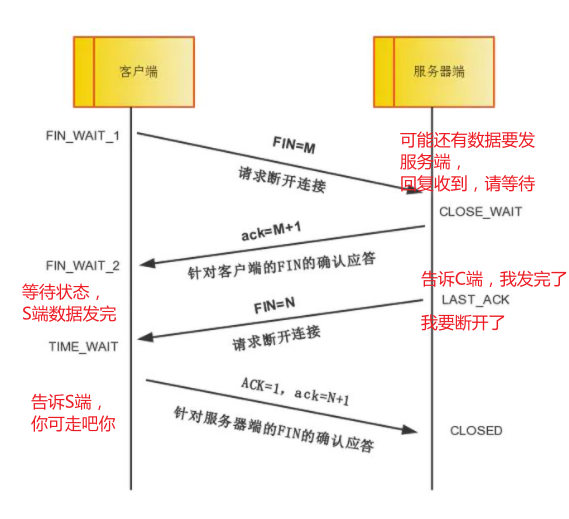 客户端
服务器端
FIN_WAIT_1
FIN=M
请求断开连接
可能还有数据要发
服务端，
回复收到，请等待
CLOSE_WAIT
ack=M+1
针对客户端的FIN的确认应答
FIN_WAIT_2
等待状态，
S端数据发完
告诉C端，我发完了
LAST_ACK
我要断开了
FIN=N
请求断开连接
TIME_WAIT
ACK=1, ack=N+1
针对服务器端的FIN的确认应答
告诉S端，
你可走吧你
CLOSED